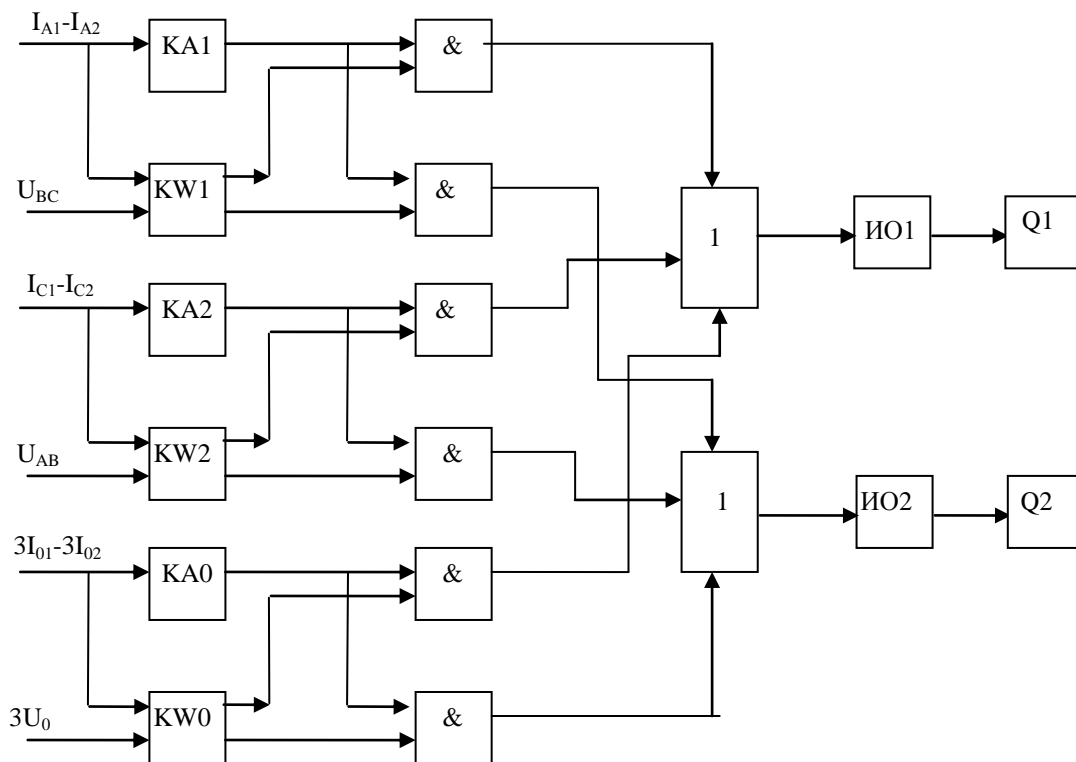 I_A1-I_A2
KA1
&
KW1
U_BC
&
1
ИО1
Q1
I_C1-I_C2
KA2
&
KW2
U_AB
&
1
ИО2
Q2
3I_01-3I_02
KA0
&
KW0
3U_0
&